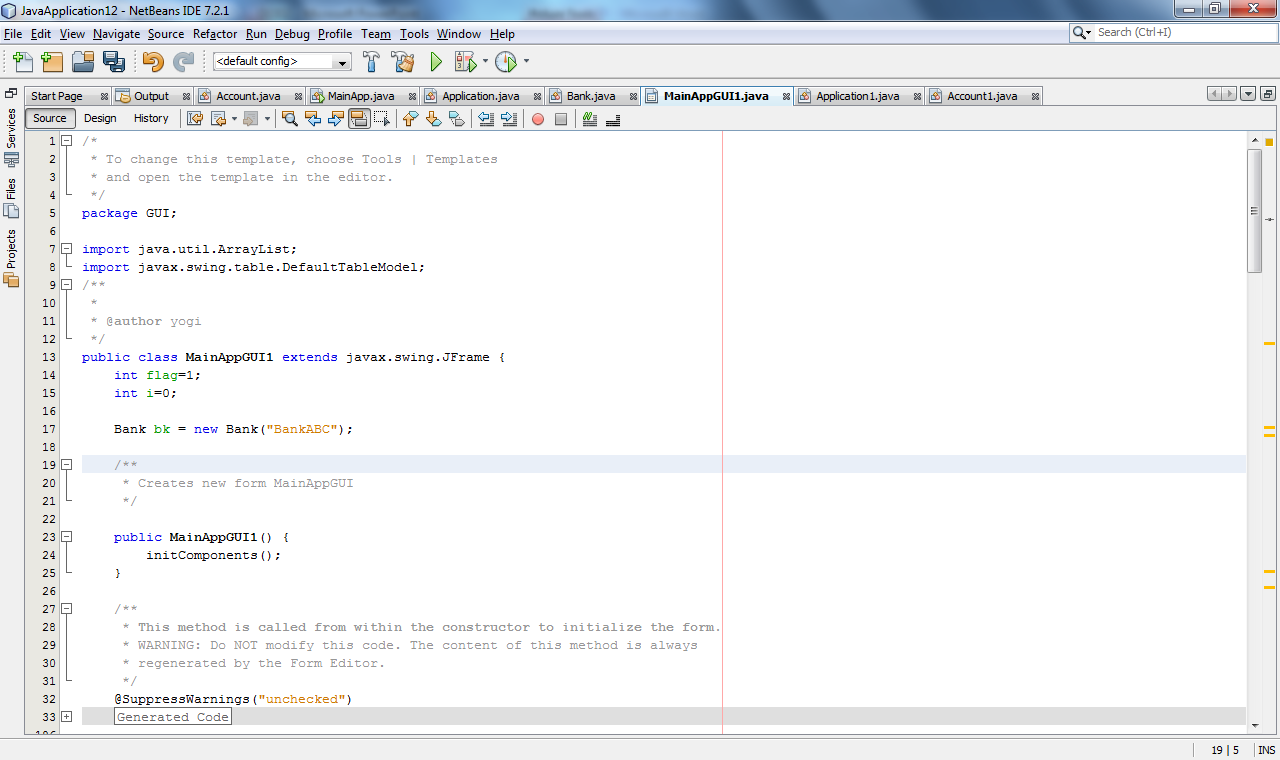 JavaApplication12 - NetBeans IDE 7.2.1
File Edit View Navigate Source Refactor Run Debug Profile Team Tools Window Help
Search (Ctrl+I)
<default config>
Start Page Output Account.java MainApp.java Application.java Bank.java MainAppGUI1.java Application1.java Account1.java
Source Design History
Services
Files
Projects
1 /*
2 * To change this template, choose Tools | Templates
3 * and open the template in the editor.
4 */
5 package GUI;
6
7 import java.util.ArrayList;
8 import javax.swing.table.DefaultTableModel;
9 /**
10 *
11 * @author yogi
12 */
13 public class MainAppGUI1 extends javax.swing.JFrame {
14 int flag=1;
15 int i=0;
16
17 Bank bk = new Bank("BankABC");
18
19 /**
20 * Creates new form MainAppGUI
21 */
22
23 public MainAppGUI1() {
24 initComponents();
25 }
26
27 /**
28 * This method is called from within the constructor to initialize the form.
29 * WARNING: Do NOT modify this code. The content of this method is always
30 * regenerated by the Form Editor.
31 */
32 @SuppressWarnings("unchecked")
33 Generated Code
19 | 5 INS